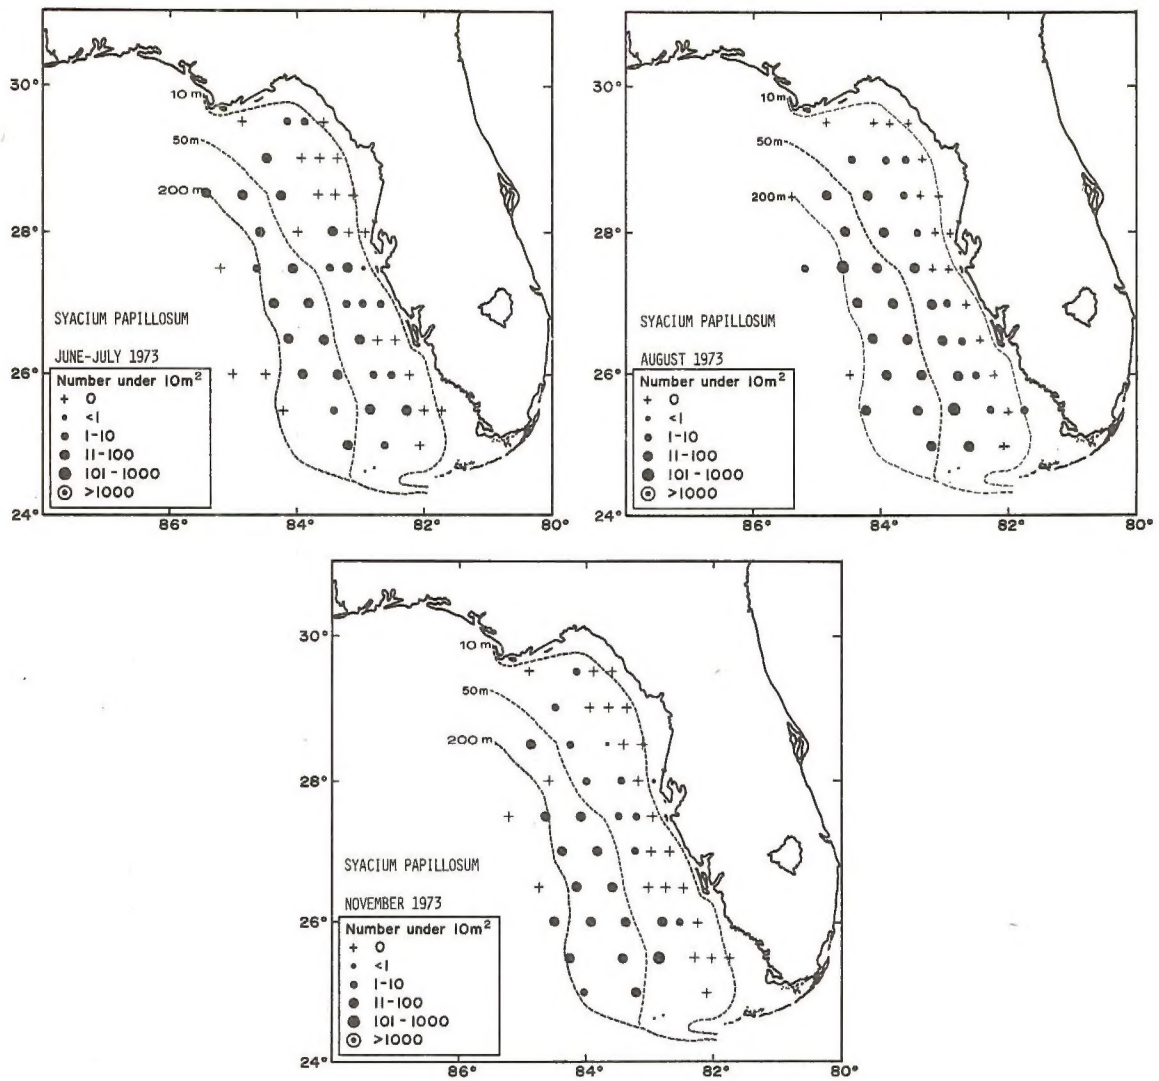 30°
28°
26°
24°
86°
84°
82°
80°
10 m
50m
200 m
SYACIUM PAPILLOSUM
JUNE-JULY 1973
Number under 10m²
+ 0
<1
1-10
11-100
101-1000
>1000
30°
28°
26°
24°
86°
84°
82°
80°
10m
50m
200m
SYACIUM PAPILLOSUM
AUGUST 1973
Number under 10m²
+ 0
<1
1-10
11-100
101-1000
>1000
30°
28°
26°
24°
86°
84°
82°
80°
10 m
50m
200 m
SYACIUM PAPILLOSUM
NOVEMBER 1973
Number under 10m²
+ 0
<1
1-10
11-100
101-1000
>1000